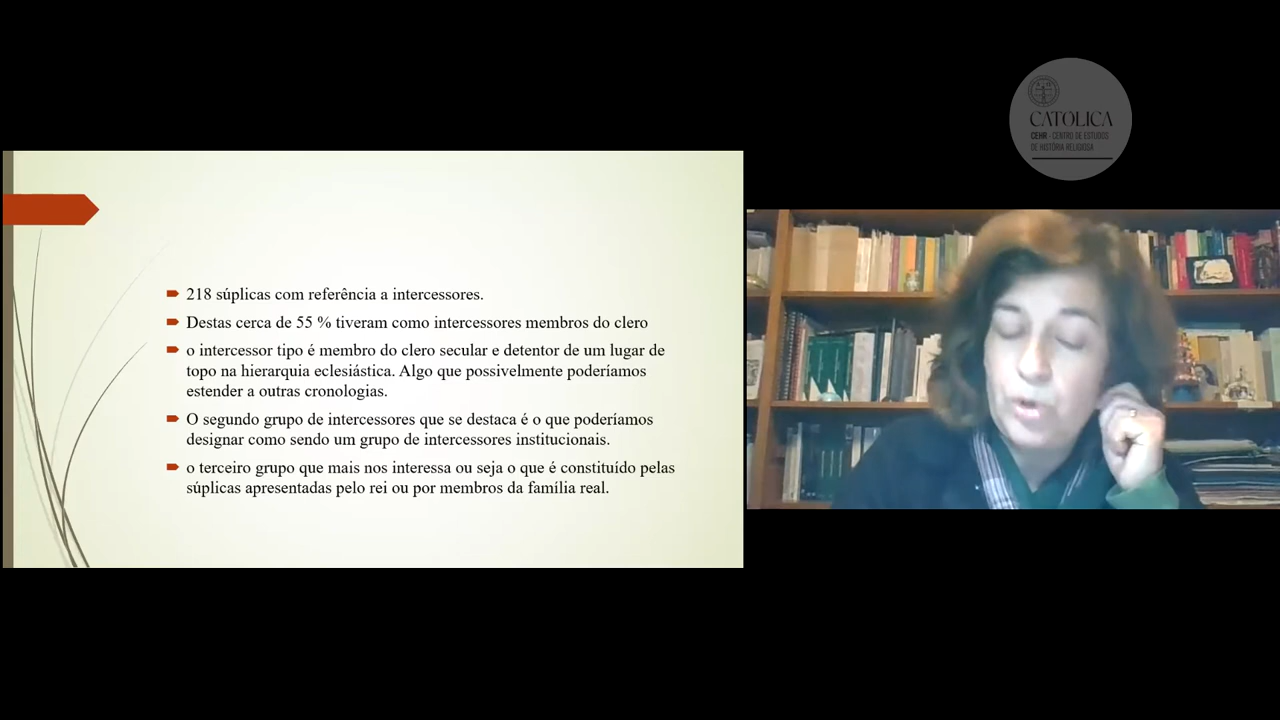 CATOLICA
CEHR - CENTRO DE ESTUDOS
DE HISTÓRIA RELIGIOSA
218 súplicas com referência a intercessores.
Destas cerca de 55 % tiveram como intercessores membros do clero
o intercessor tipo é membro do clero secular e detentor de um lugar de
topo na hierarquia eclesiástica. Algo que possivelmente poderíamos
estender a outras cronologias.
O segundo grupo de intercessores que se destaca é o que poderíamos
designar como sendo um grupo de intercessores institucionais.
o terceiro grupo que mais nos interessa ou seja o que é constituído pelas
súplicas apresentadas pelo rei ou por membros da família real.